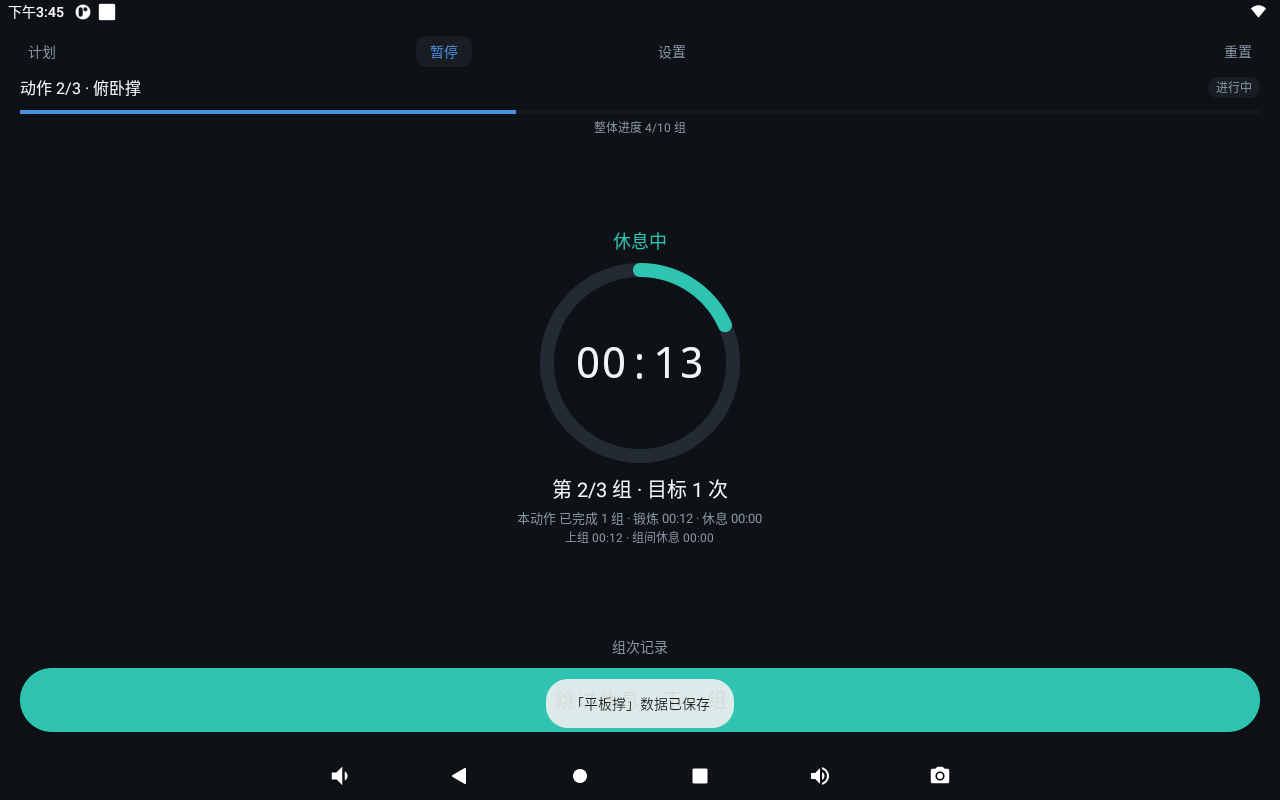 下午3:45
计划
暂停
设置
重置
动作 2/3 · 俯卧撑
进行中
整体进度 4/10 组
休息中
00:13
第 2/3 组 · 目标 1 次
本动作 已完成 1 组 · 锻炼 00:12 · 休息 00:00
上组 00:12 · 组间休息 00:00
组次记录
「平板撑」数据已保存